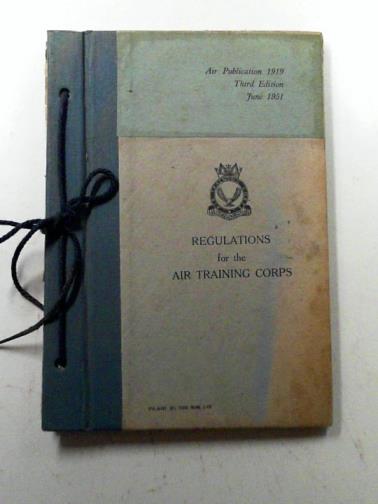 Air Publication 1919
Third Edition
June 1951
REGULATIONS
for the
AIR TRAINING CORPS